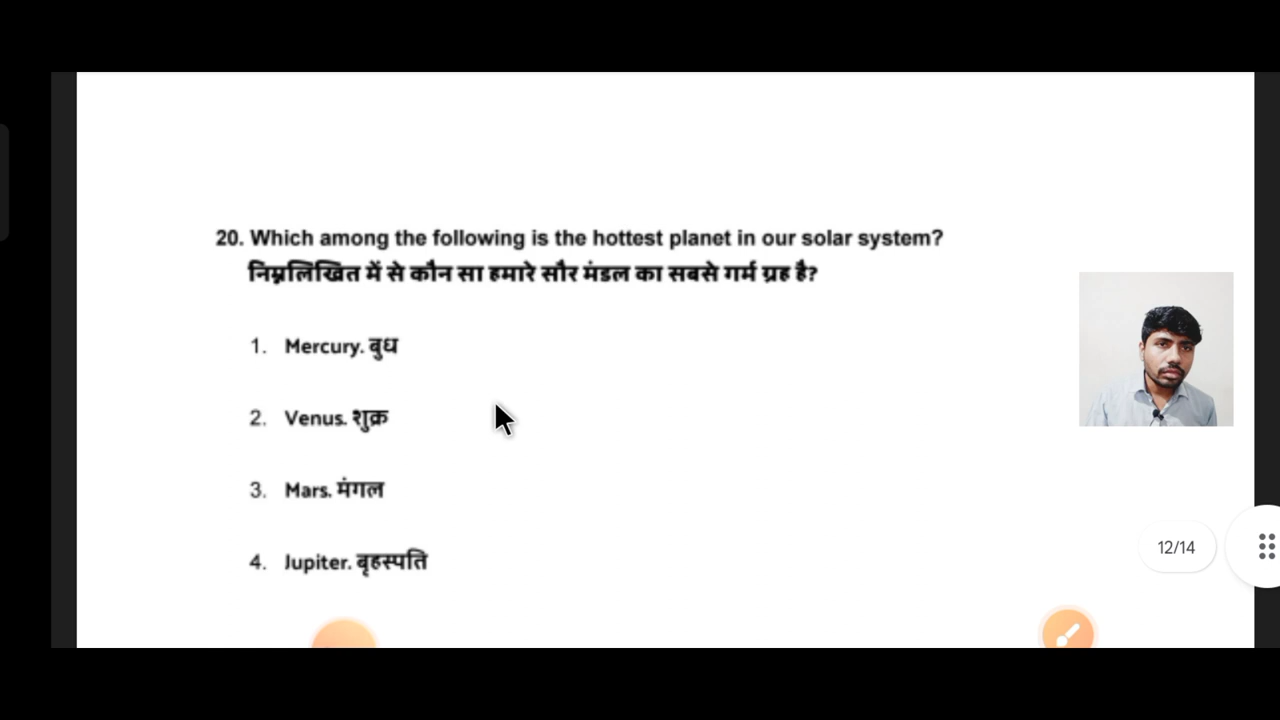 20. Which among the following is the hottest planet in our solar system?
निम्नलिखित में से कौन सा हमारे सौर मंडल का सबसे गर्म ग्रह है?
1. Mercury. बुध
2. Venus. शुक्र
3. Mars. मंगल
4. Jupiter. बृहस्पति
12/14